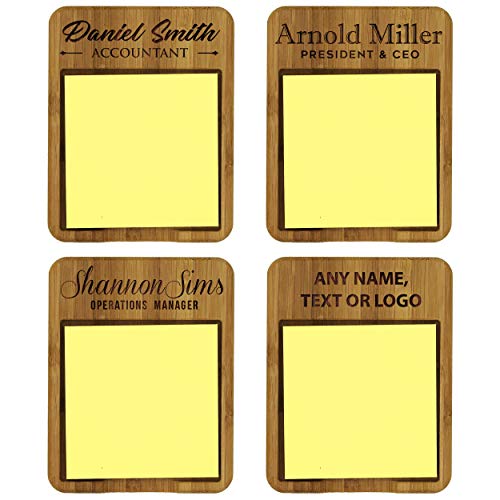 Daniel Smith
ACCOUNTANT
Arnold Miller
PRESIDENT & CEO
Shannon Sims
OPERATIONS MANAGER
ANY NAME,
TEXT OR LOGO